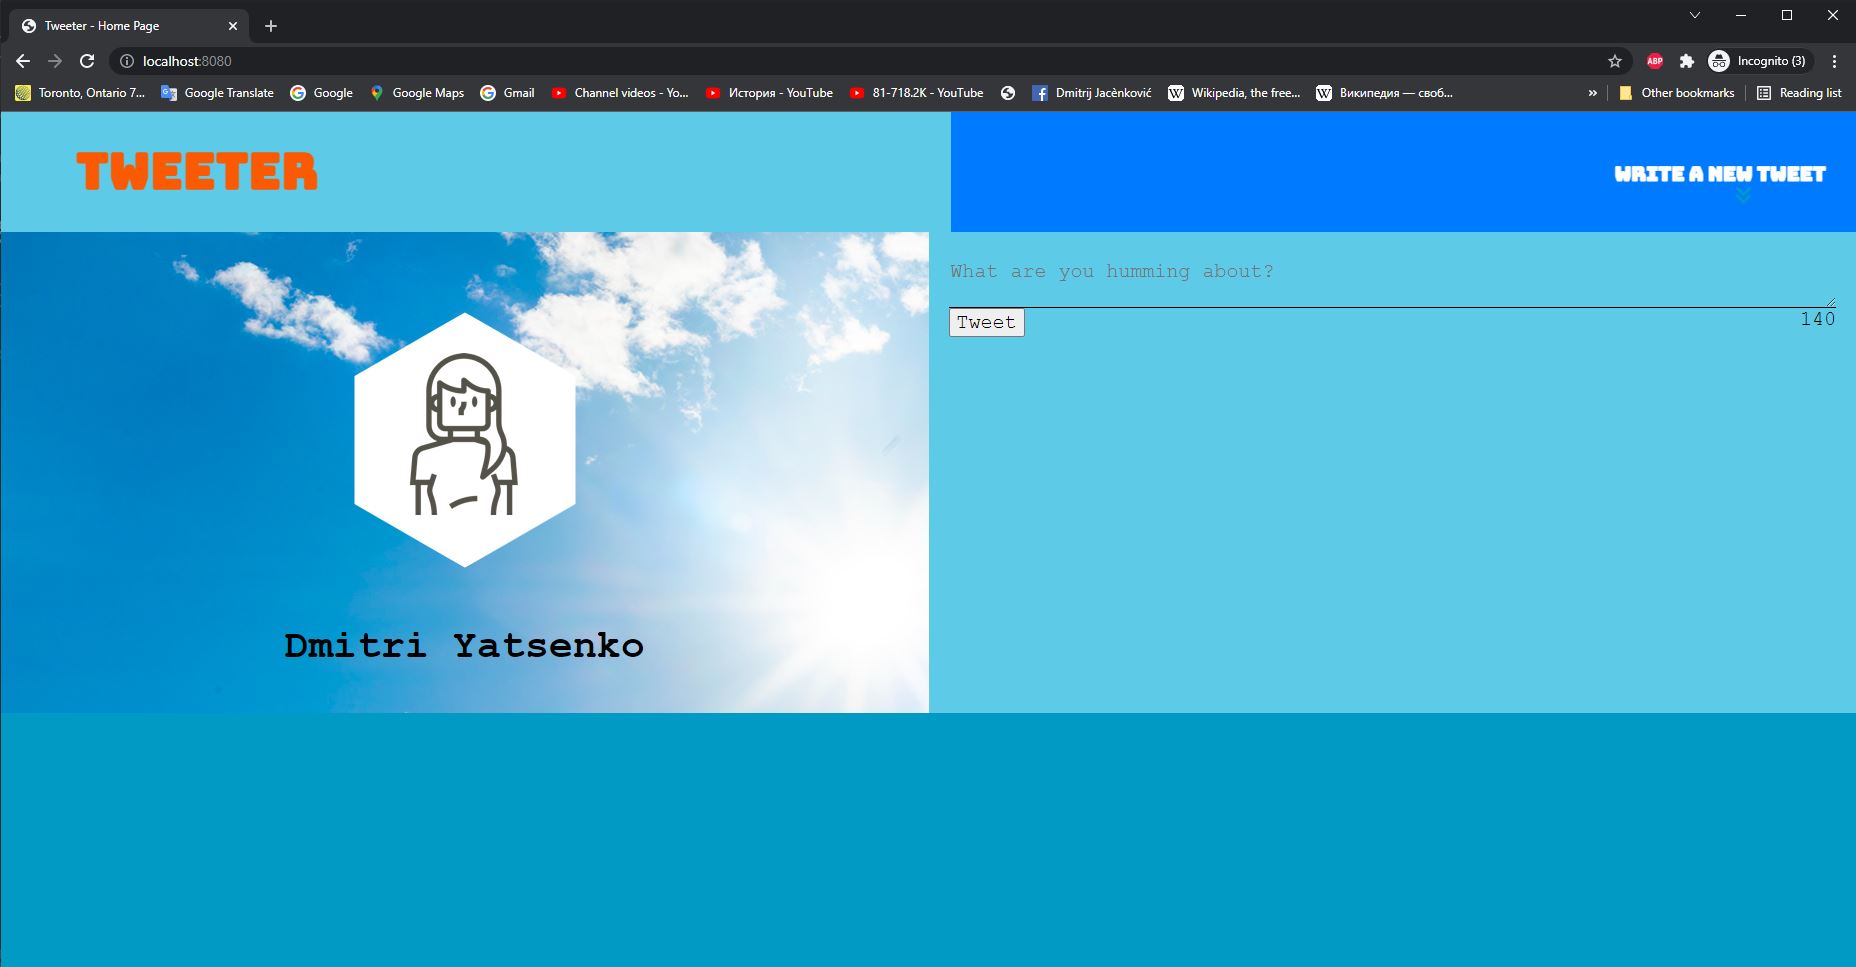 Tweeter - Home Page
localhost:8080
ABP
Incognito (3)
Toronto, Ontario 7...
Google Translate
Google
Google Maps
Gmail
Channel videos - Yo...
История - YouTube
81-718.2K - YouTube
Dmitrij Jacènković
Wikipedia, the free...
Википедия — своб...
»
Other bookmarks
Reading list
TWEETER
WRITE A NEW TWEET
What are you humming about?
Tweet
140
Dmitri Yatsenko